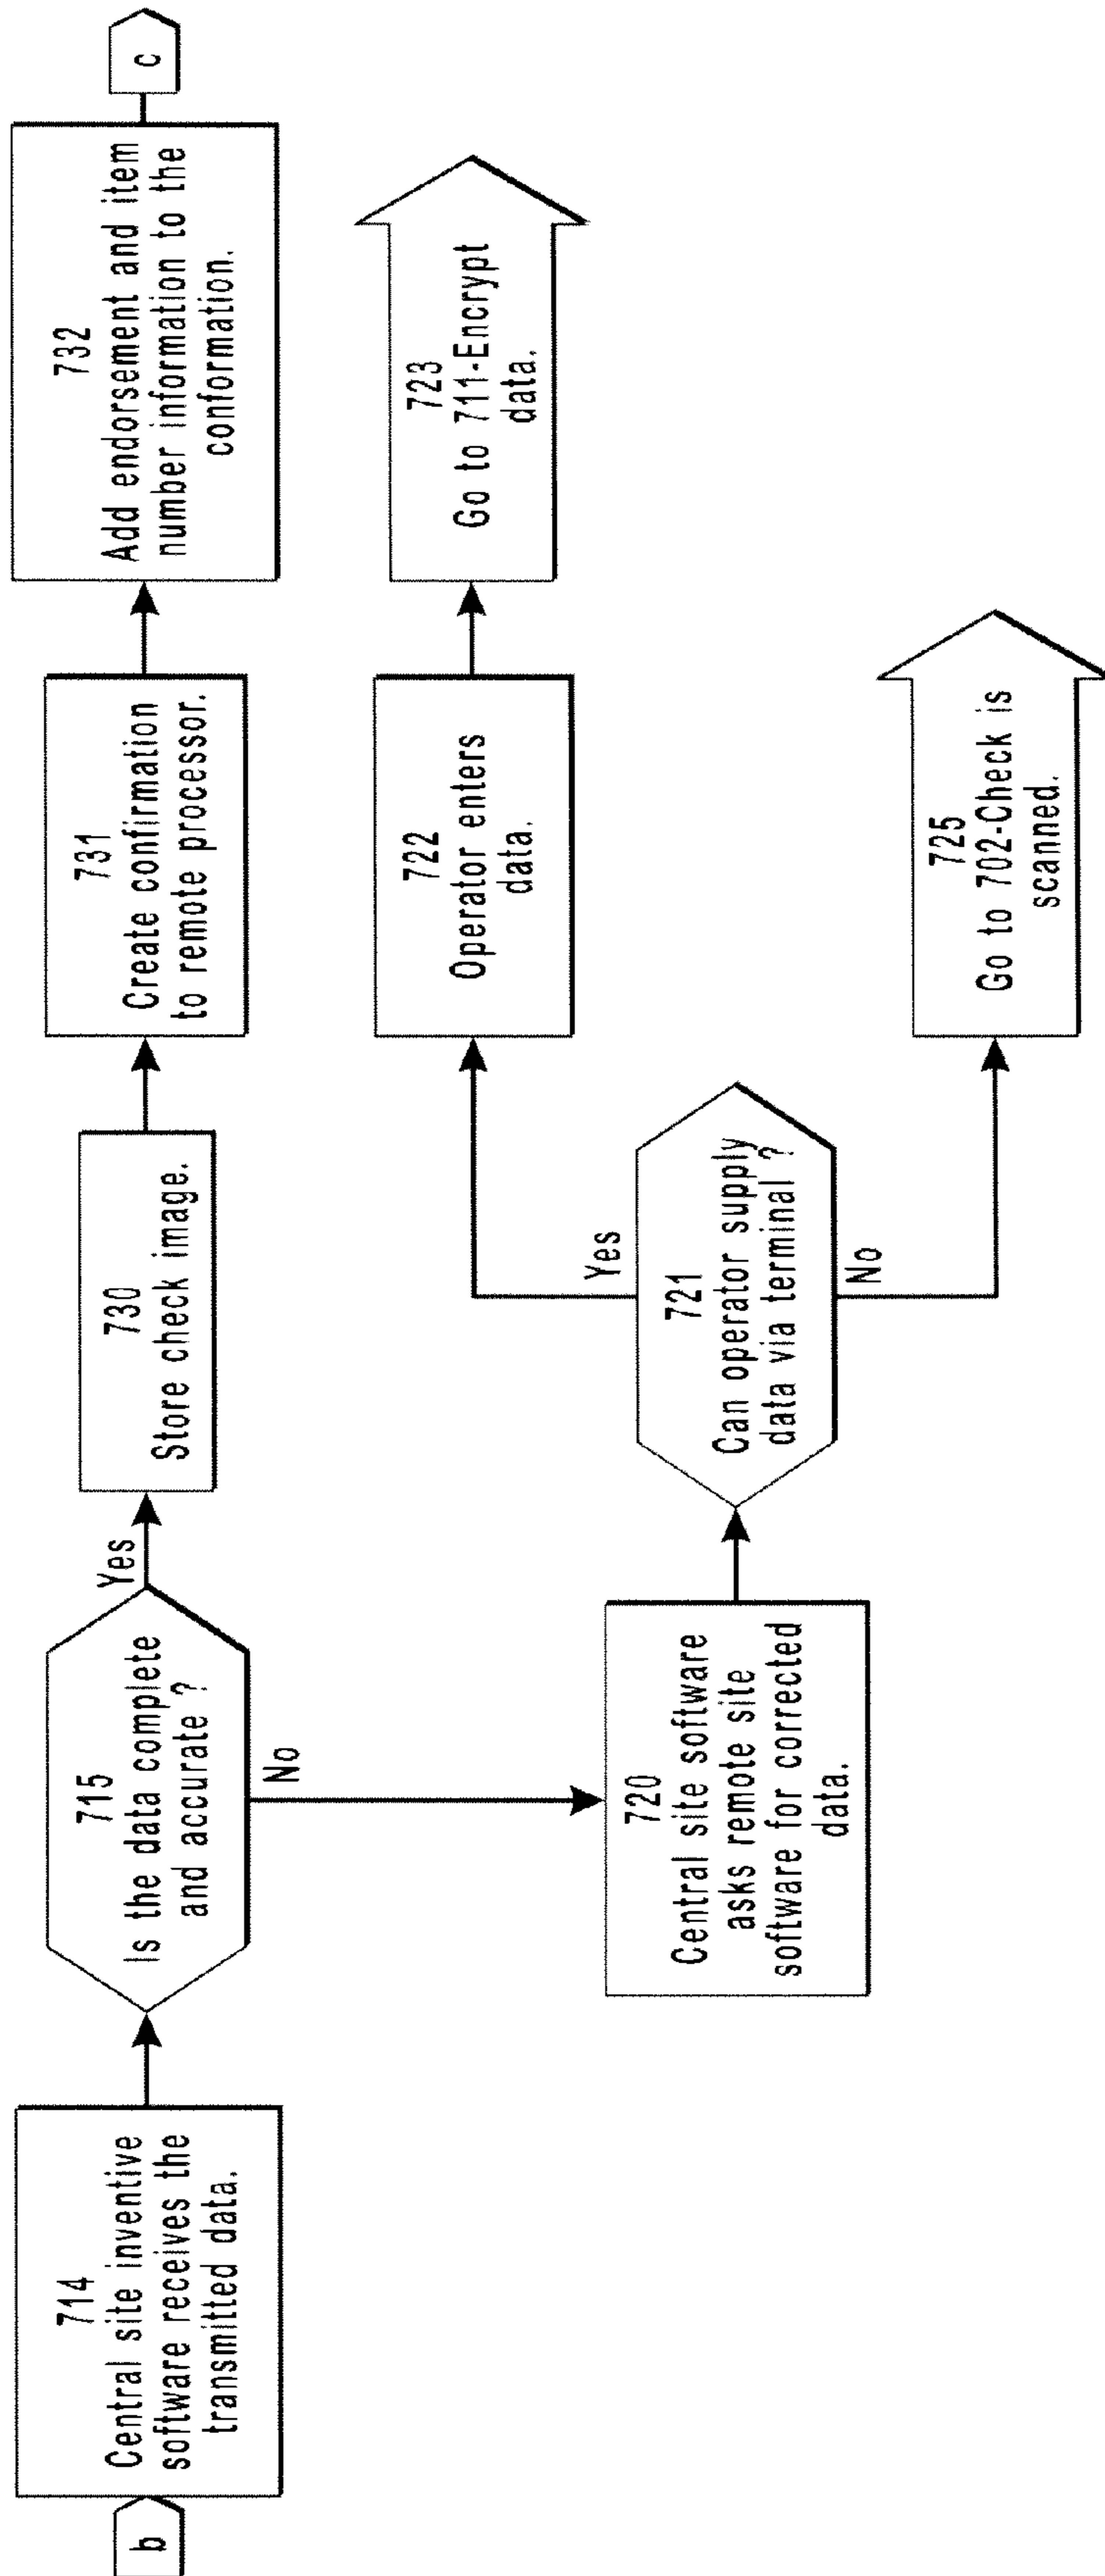 b
714
Central site inventive
software receives the
transmitted data.
715
Is the data complete
and accurate ?
Yes
No
730
Store check image.
731
Create confirmation
to remote processor.
732
Add endorsement and item
number information to the
conformation.
c
720
Central site software
asks remote site
software for corrected
data.
721
Can operator supply
data via terminal ?
Yes
No
722
Operator enters
data.
723
Go to 711-Encrypt
data.
725
Go to 702-Check is
scanned.